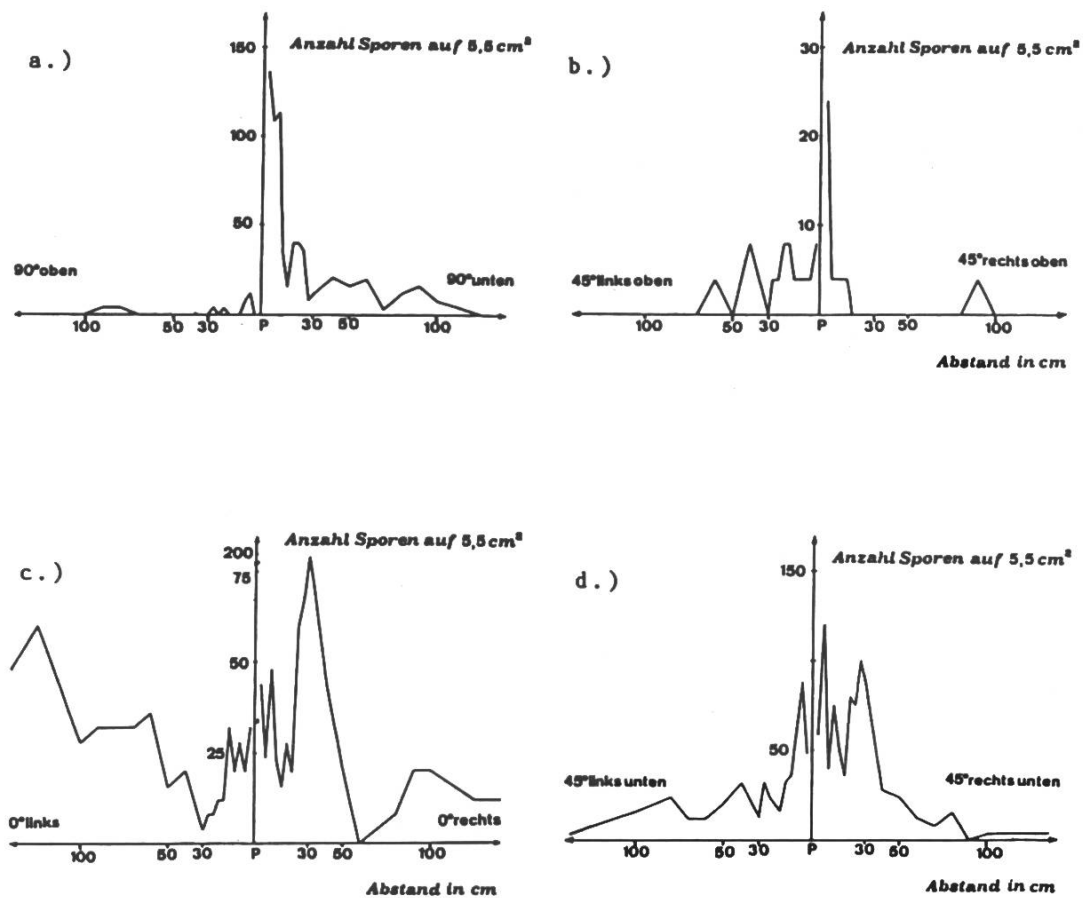 a.)
Anzahl Sporen auf 5,5 cm²
150
100
50
90°oben
90°unten
100 50 30 P 30 50 100
b.)
Anzahl Sporen auf 5,5 cm²
30
20
10
45°links oben
45°rechts oben
100 50 30 P 30 50 100
Abstand in cm
c.)
Anzahl Sporen auf 5,5 cm²
200
75
50
25
0°links
0°rechts
100 50 30 P 30 50 100
Abstand in cm
d.)
Anzahl Sporen auf 5,5 cm²
150
50
45°links unten
45°rechts unten
100 50 30 P 30 50 100
Abstand in cm